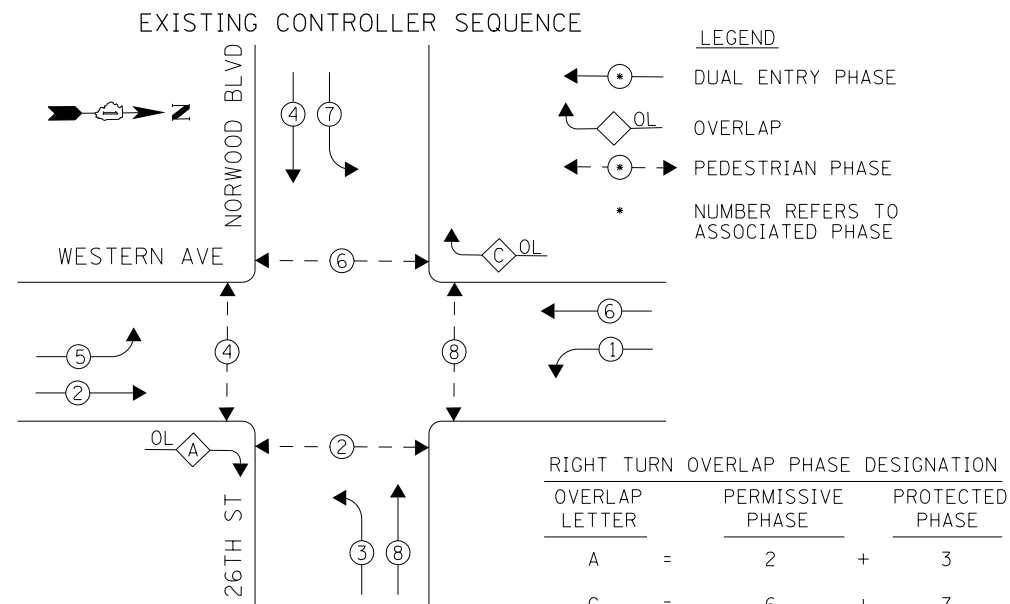 EXISTING CONTROLLER SEQUENCE
LEGEND
* DUAL ENTRY PHASE
OL OVERLAP
* PEDESTRIAN PHASE
* NUMBER REFERS TO
ASSOCIATED PHASE
N
NORWOOD BLVD
4 7
WESTERN AVE
6
C OL
6
5
4
8
1
2
OL A
2
26TH ST
3 8
RIGHT TURN OVERLAP PHASE DESIGNATION
OVERLAP LETTER
PERMISSIVE PHASE
PROTECTED PHASE
A = 2 + 3
C = 6 + 7